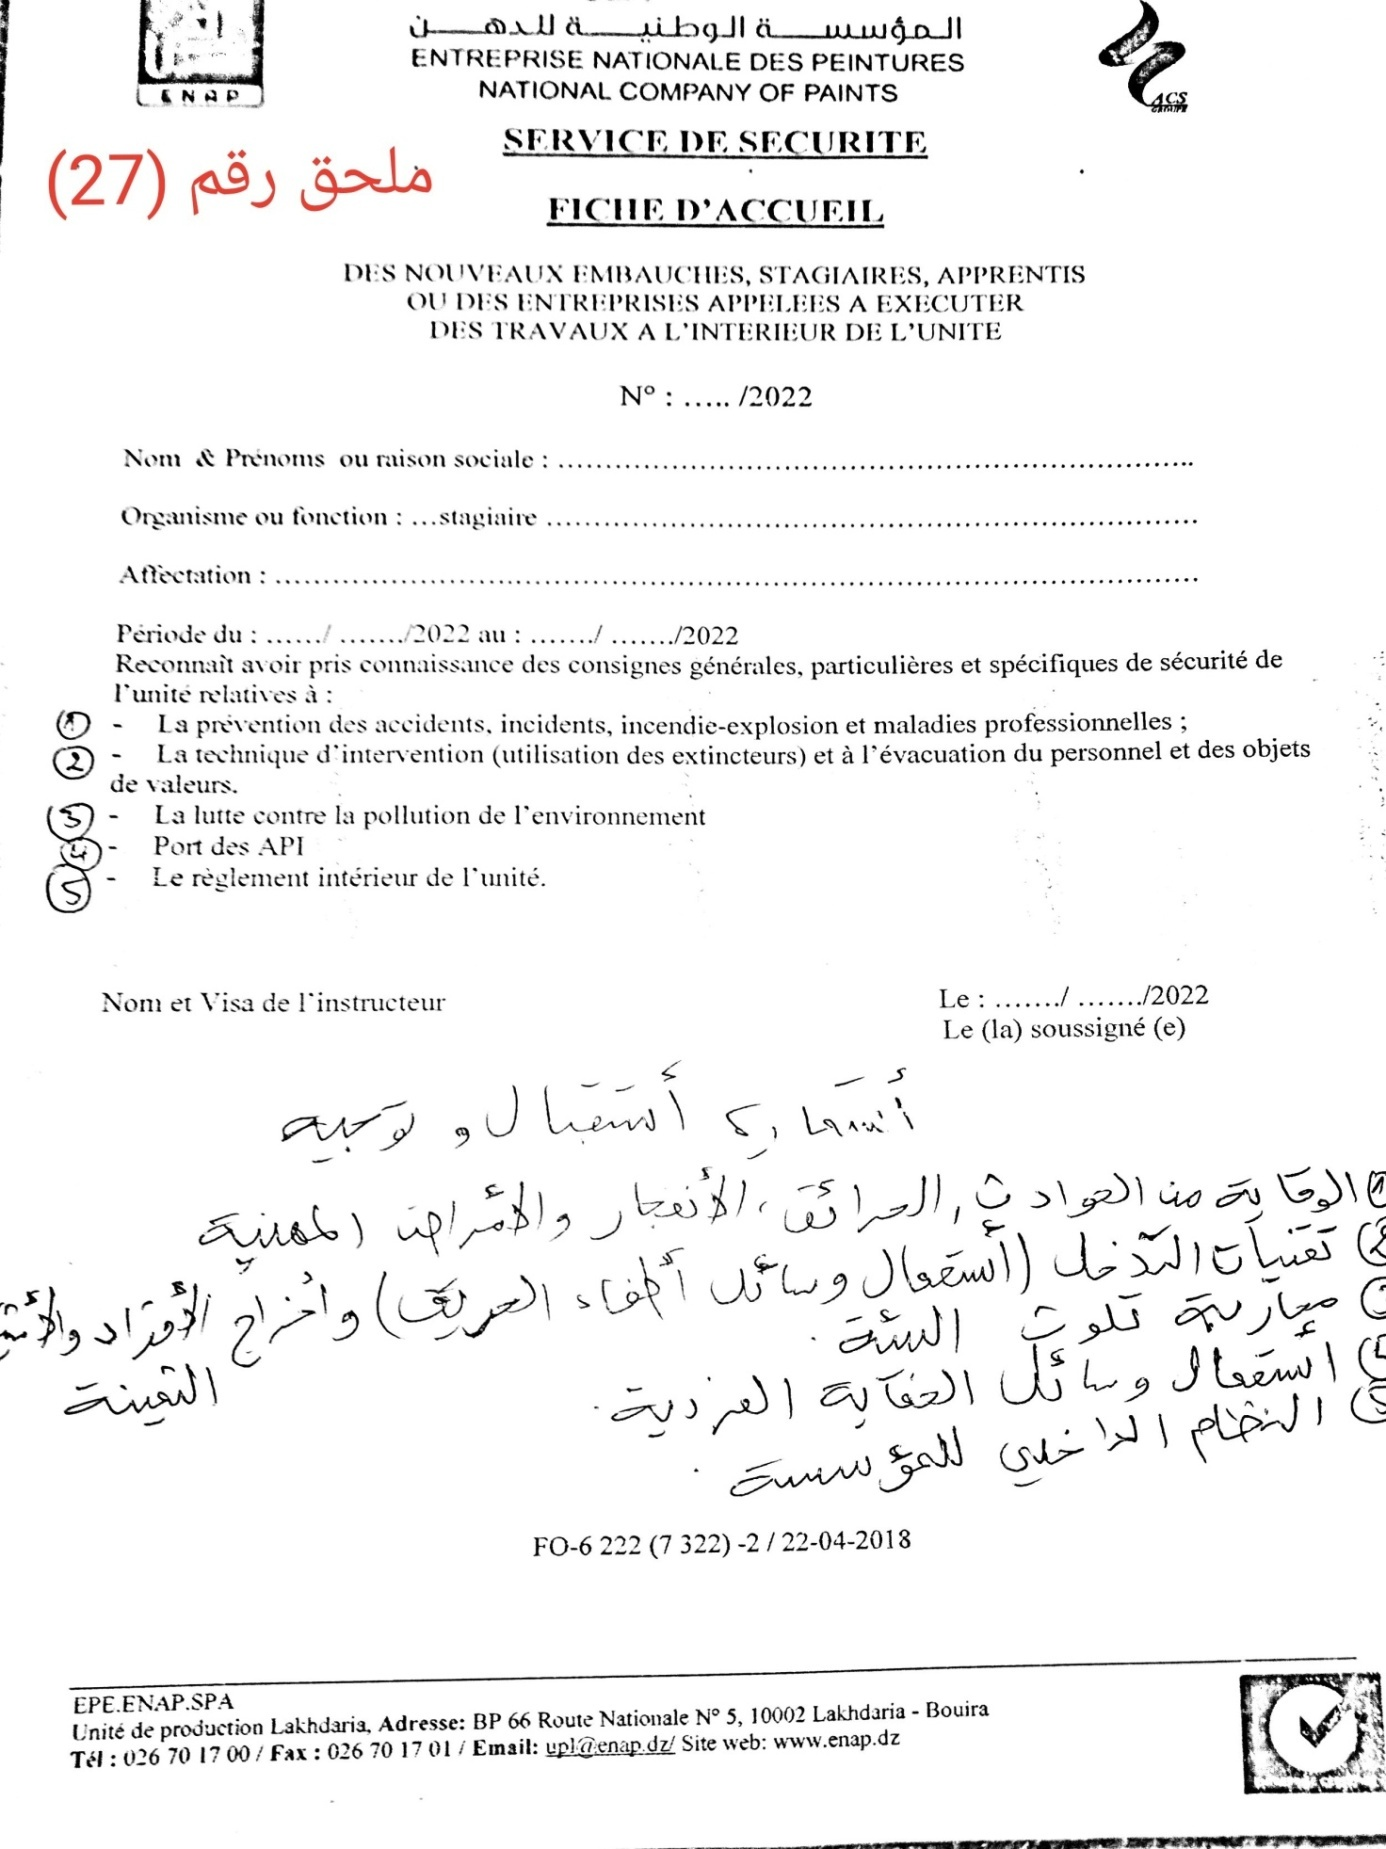 المؤسسة الوطنية للدهن
ENTREPRISE NATIONALE DES PEINTURES
NATIONAL COMPANY OF PAINTS
ENAP
ACS
GROUPE
SERVICE DE SECURITE
ملحق رقم (27)
FICHE D'ACCUEIL
DES NOUVEAUX EMBAUCHES, STAGIAIRES, APPRENTIS
OU DES ENTREPRISES APPELEES A EXECUTER
DES TRAVAUX A L'INTERIEUR DE L'UNITE
N° : ..... /2022
Nom & Prénoms ou raison sociale : ........................................................................
Organisme ou fonction : ...stagiaire ........................................................................
Affectation : ........................................................................
Période du : ....../ ......./2022 au : ......./ ......./2022
Reconnaît avoir pris connaissance des consignes générales, particulières et spécifiques de sécurité de
l'unité relatives à :
① - La prévention des accidents, incidents, incendie-explosion et maladies professionnelles ;
② - La technique d'intervention (utilisation des extincteurs) et à l'évacuation du personnel et des objets
de valeurs.
③ - La lutte contre la pollution de l'environnement
④ - Port des API
⑤ - Le règlement intérieur de l'unité.
Nom et Visa de l'instructeur
Le : ......./ ......./2022
Le (la) soussigné (e)
أستمارة أستقبال و توجيه
① الوقاية من الحوادث, الحرائق، الأنفجار والأمراض المهنية
② تقنيات التدخل (أستعمال وسائل أطفاء الحريق) وأخراج الأفراد
الثمينة
محاربة تلوث البيئة.
④ أستعمال وسائل الحماية الفردية.
⑤ النظام الداخلي للمؤسسة.
FO-6 222 (7 322) -2 / 22-04-2018
EPE.ENAP.SPA
Unité de production Lakhdaria, Adresse: BP 66 Route Nationale N° 5, 10002 Lakhdaria - Bouira
Tél : 026 70 17 00 / Fax : 026 70 17 01 / Email: upl@enap.dz/ Site web: www.enap.dz